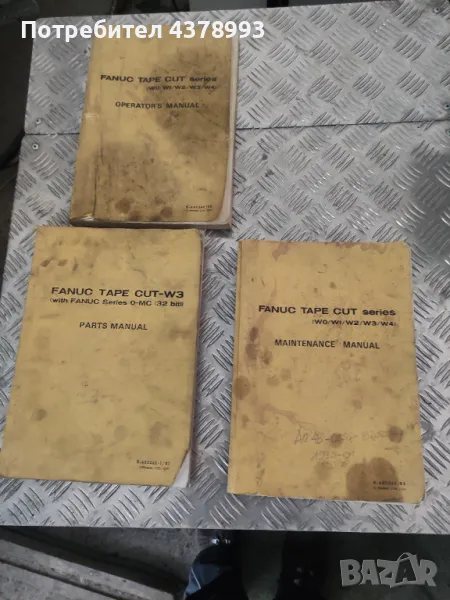 Потребител 4378993
FANUC TAPE CUT series
(W0/W1/W2/W3/W4)
OPERATOR'S MANUAL
FANUC TAPE CUT-W3
(with FANUC Series 0-MC (32 bit))
PARTS MANUAL
FANUC TAPE CUT series
(W0/W1/W2/W3/W4)
MAINTENANCE MANUAL
BAZAR